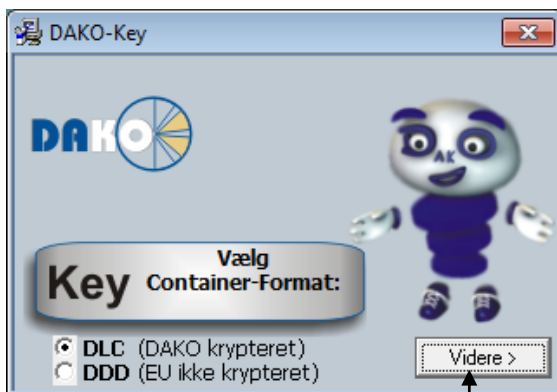 DAKO-Key
DAKO
AK
Key
Vælg
Container-Format:
DLC (DAKO krypteret)
DDD (EU ikke krypteret)
Videre >